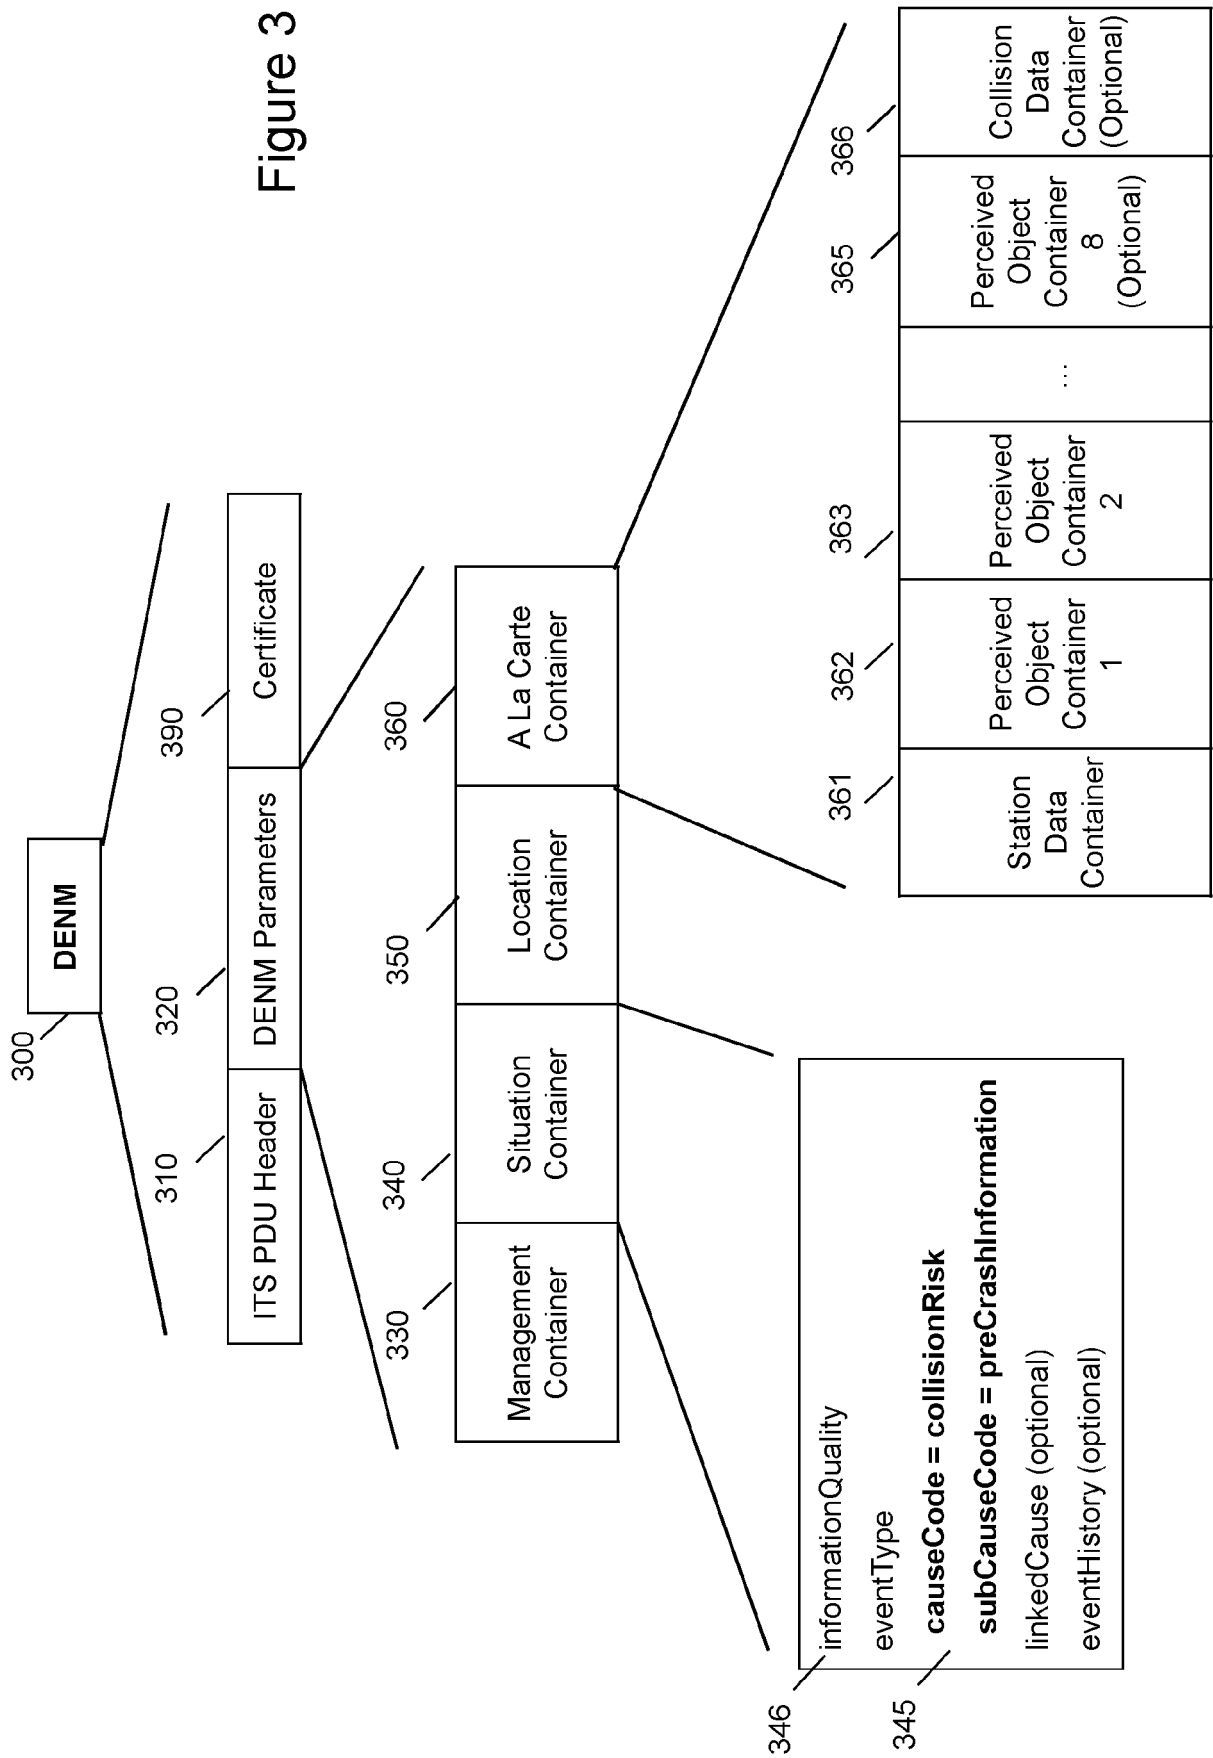 Figure 3
300
DENM
310
320
390
ITS PDU Header
DENM Parameters
Certificate
330
340
350
360
Management
Container
Situation
Container
Location
Container
A La Carte
Container
346
informationQuality
eventType
causeCode = collisionRisk
345
subCauseCode = preCrashInformation
linkedCause (optional)
eventHistory (optional)
361
362
363
365
366
Station
Data
Container
Perceived
Object
Container
1
Perceived
Object
Container
2
...
Perceived
Object
Container
8
(Optional)
Collision
Data
Container
(Optional)